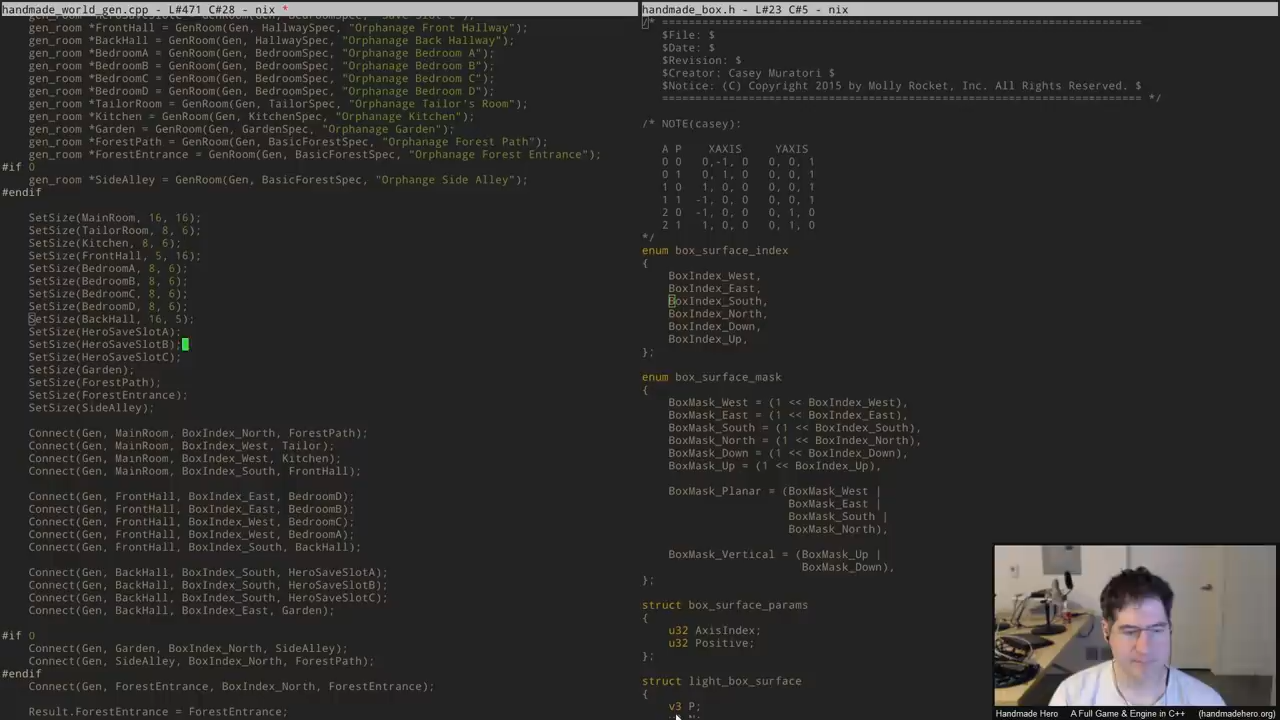 handmade_world_gen.cpp - L#471 C#28 - nix *
gen_room *FrontHall = GenRoom(Gen, HallwaySpec, "Orphanage Front Hallway");
gen_room *BackHall = GenRoom(Gen, HallwaySpec, "Orphanage Back Hallway");
gen_room *BedroomA = GenRoom(Gen, BedroomSpec, "Orphanage Bedroom A");
gen_room *BedroomB = GenRoom(Gen, BedroomSpec, "Orphanage Bedroom B");
gen_room *BedroomC = GenRoom(Gen, BedroomSpec, "Orphanage Bedroom C");
gen_room *BedroomD = GenRoom(Gen, BedroomSpec, "Orphanage Bedroom D");
gen_room *TailorRoom = GenRoom(Gen, TailorSpec, "Orphanage Tailor's Room");
gen_room *Kitchen = GenRoom(Gen, KitchenSpec, "Orphanage Kitchen");
gen_room *Garden = GenRoom(Gen, GardenSpec, "Orphanage Garden");
gen_room *ForestPath = GenRoom(Gen, BasicForestSpec, "Orphanage Forest Path");
gen_room *ForestEntrance = GenRoom(Gen, BasicForestSpec, "Orphanage Forest Entrance");
#if 0
gen_room *SideAlley = GenRoom(Gen, BasicForestSpec, "Orphange Side Alley");
#endif
SetSize(MainRoom, 16, 16);
SetSize(TailorRoom, 8, 6);
SetSize(Kitchen, 8, 6);
SetSize(FrontHall, 5, 16);
SetSize(BedroomA, 8, 6);
SetSize(BedroomB, 8, 6);
SetSize(BedroomC, 8, 6);
SetSize(BedroomD, 8, 6);
SetSize(BackHall, 16, 5);
SetSize(HeroSaveSlotA);
SetSize(HeroSaveSlotB);
SetSize(HeroSaveSlotC);
SetSize(Garden);
SetSize(ForestPath);
SetSize(ForestEntrance);
SetSize(SideAlley);
Connect(Gen, MainRoom, BoxIndex_North, ForestPath);
Connect(Gen, MainRoom, BoxIndex_West, Tailor);
Connect(Gen, MainRoom, BoxIndex_West, Kitchen);
Connect(Gen, MainRoom, BoxIndex_South, FrontHall);
Connect(Gen, FrontHall, BoxIndex_East, BedroomD);
Connect(Gen, FrontHall, BoxIndex_East, BedroomB);
Connect(Gen, FrontHall, BoxIndex_West, BedroomC);
Connect(Gen, FrontHall, BoxIndex_West, BedroomA);
Connect(Gen, FrontHall, BoxIndex_South, BackHall);
Connect(Gen, BackHall, BoxIndex_South, HeroSaveSlotA);
Connect(Gen, BackHall, BoxIndex_South, HeroSaveSlotB);
Connect(Gen, BackHall, BoxIndex_South, HeroSaveSlotC);
Connect(Gen, BackHall, BoxIndex_East, Garden);
#if 0
Connect(Gen, Garden, BoxIndex_North, SideAlley);
Connect(Gen, SideAlley, BoxIndex_North, ForestPath);
#endif
Connect(Gen, ForestEntrance, BoxIndex_North, ForestEntrance);
Result.ForestEntrance = ForestEntrance;
handmade_box.h - L#23 C#5 - nix
/* ========================================================================
$File: $
$Date: $
$Revision: $
$Creator: Casey Muratori $
$Notice: (C) Copyright 2015 by Molly Rocket, Inc. All Rights Reserved. $
======================================================================== */
/* NOTE(casey):
A P XAXIS YAXIS
0 0 0,-1, 0 0, 0, 1
0 1 0, 1, 0 0, 0, 1
1 0 1, 0, 0 0, 0, 1
1 1 -1, 0, 0 0, 0, 1
2 0 -1, 0, 0 0, 1, 0
2 1 1, 0, 0 0, 1, 0
*/
enum box_surface_index
{
BoxIndex_West,
BoxIndex_East,
BoxIndex_South,
BoxIndex_North,
BoxIndex_Down,
BoxIndex_Up,
};
enum box_surface_mask
{
BoxMask_West = (1 << BoxIndex_West),
BoxMask_East = (1 << BoxIndex_East),
BoxMask_South = (1 << BoxIndex_South),
BoxMask_North = (1 << BoxIndex_North),
BoxMask_Down = (1 << BoxIndex_Down),
BoxMask_Up = (1 << BoxIndex_Up),
BoxMask_Planar = (BoxMask_West |
BoxMask_East |
BoxMask_South |
BoxMask_North),
BoxMask_Vertical = (BoxMask_Up |
BoxMask_Down),
};
struct box_surface_params
{
u32 AxisIndex;
u32 Positive;
};
struct light_box_surface
{
v3 P;
Handmade Hero A Full Game & Engine in C++ (handmadehero.org)